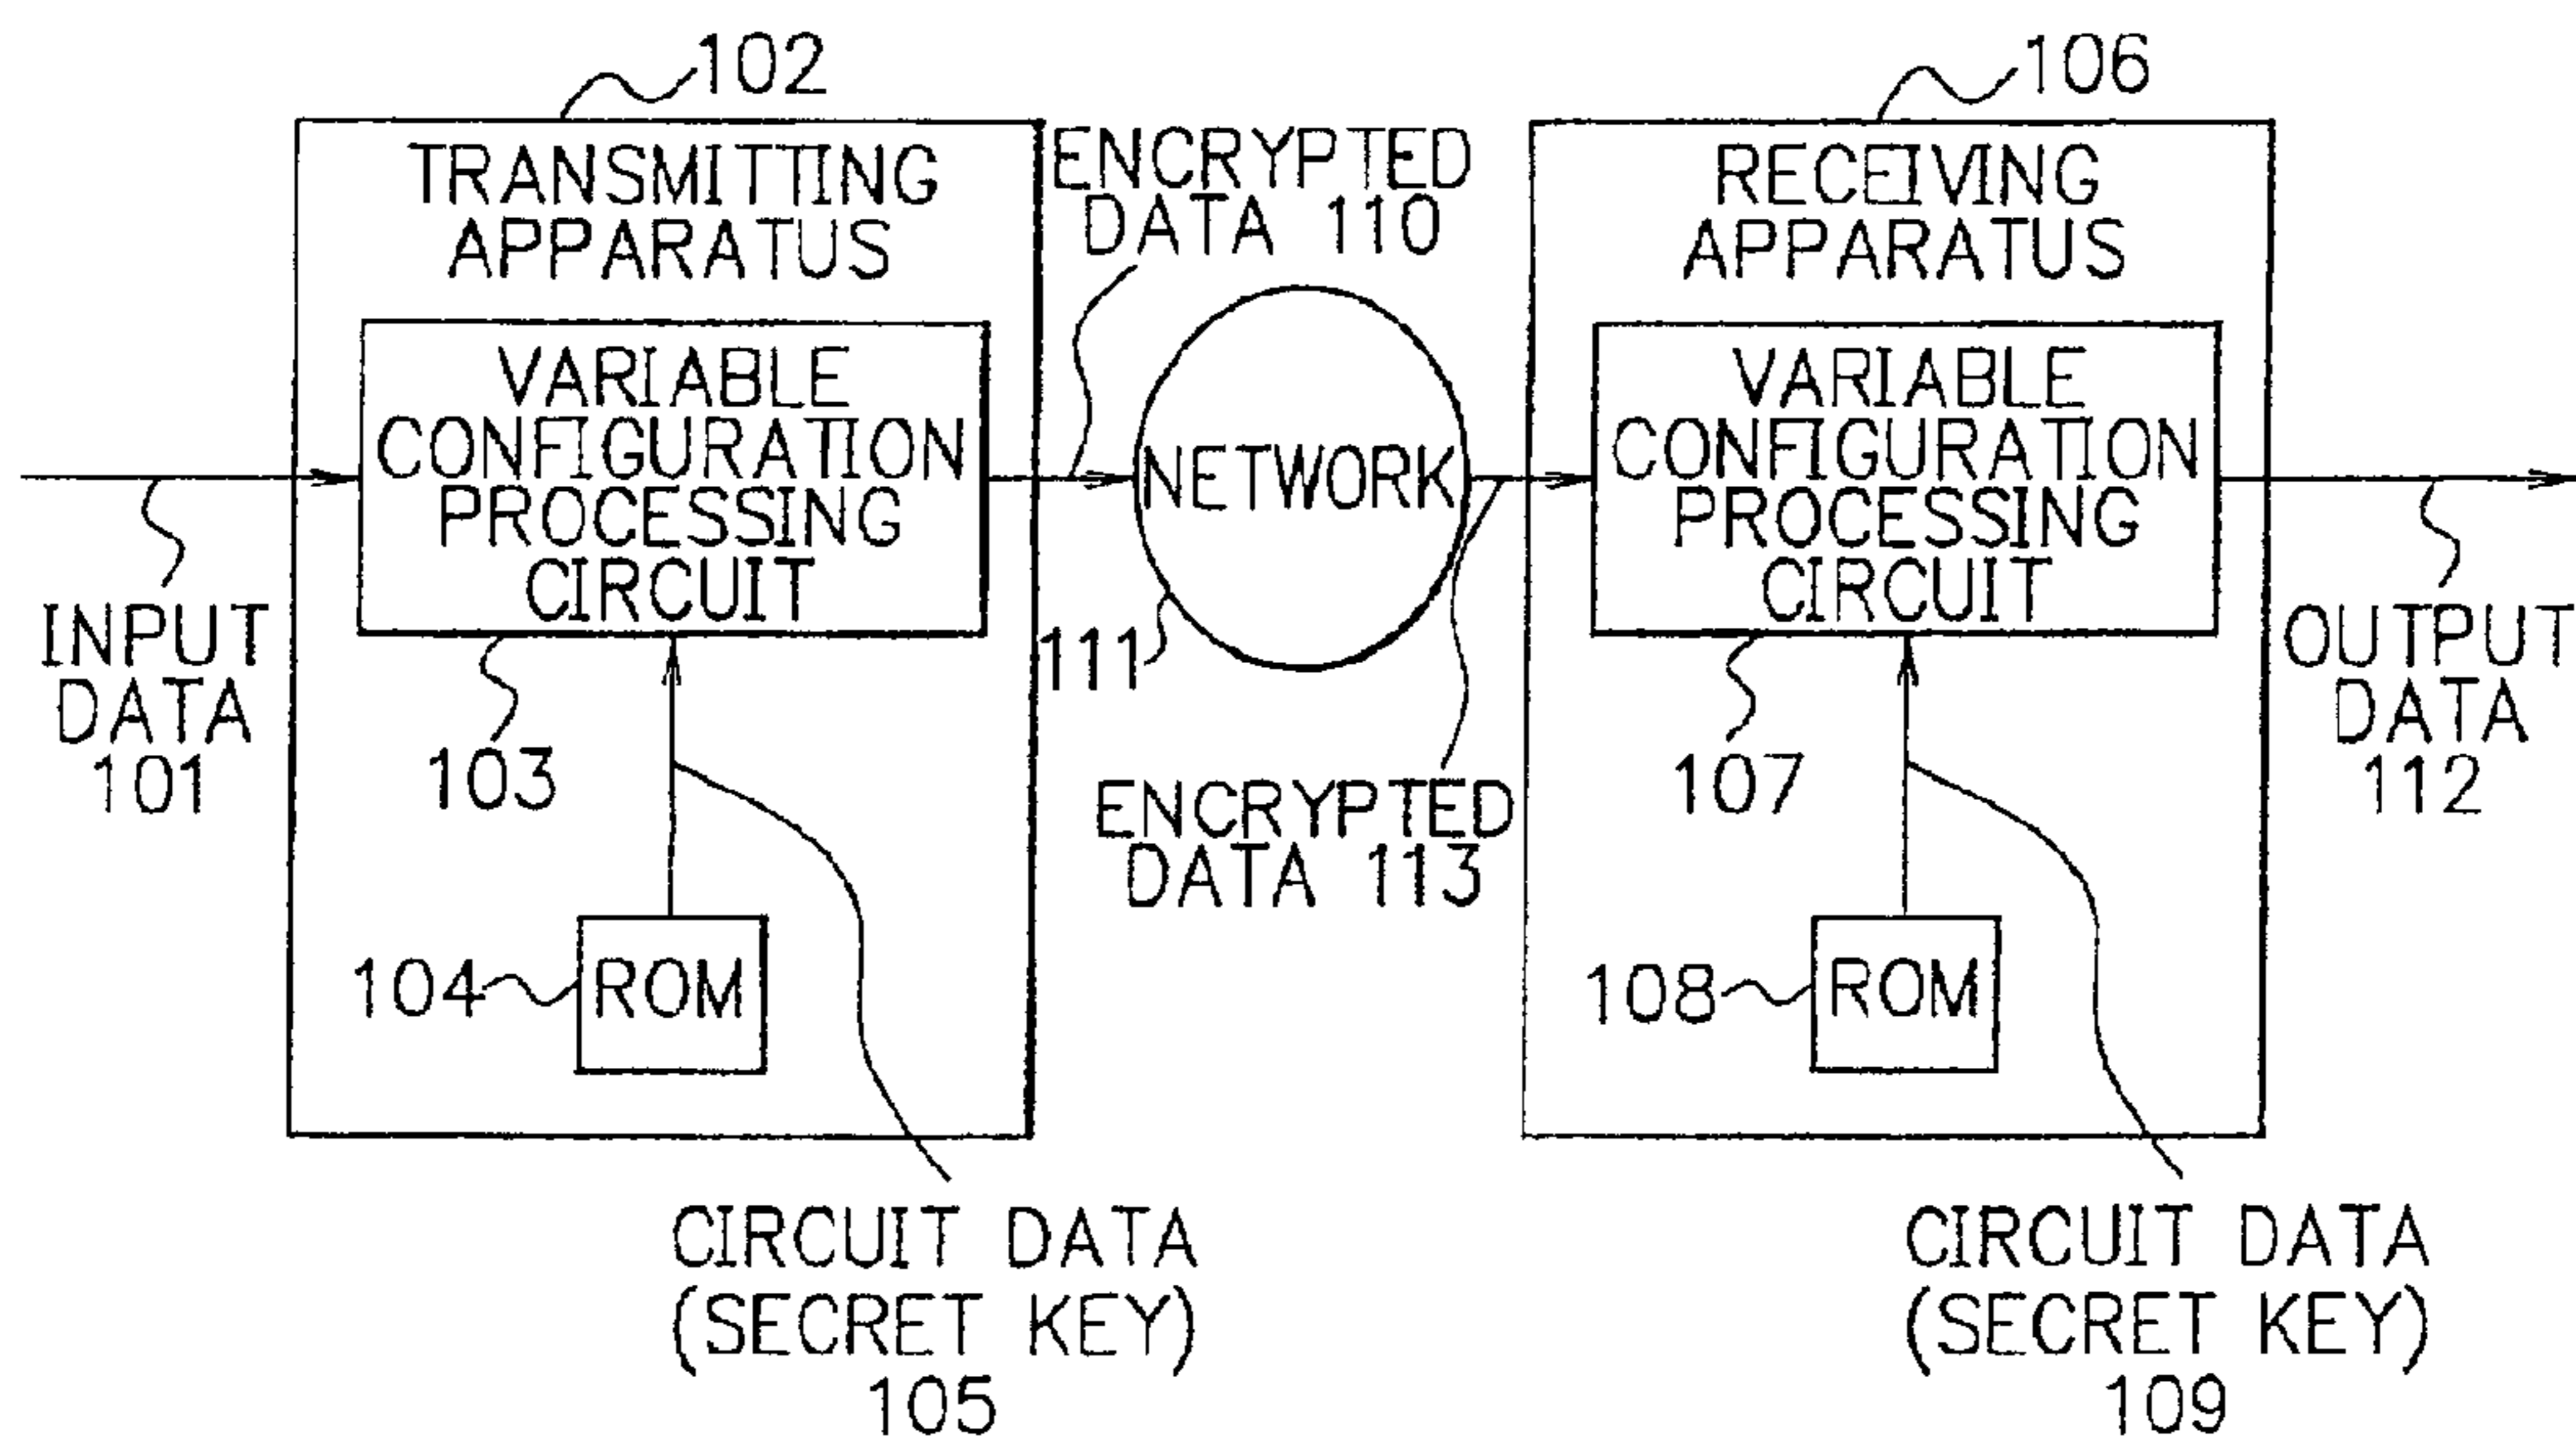 102
106
TRANSMITTING
APPARATUS
ENCRYPTED
DATA 110
RECEIVING
APPARATUS
VARIABLE
CONFIGURATION
PROCESSING
CIRCUIT
NETWORK
VARIABLE
CONFIGURATION
PROCESSING
CIRCUIT
INPUT
DATA
101
103
111
ENCRYPTED
DATA 113
107
OUTPUT
DATA
112
104
ROM
108
ROM
CIRCUIT DATA
(SECRET KEY)
105
CIRCUIT DATA
(SECRET KEY)
109